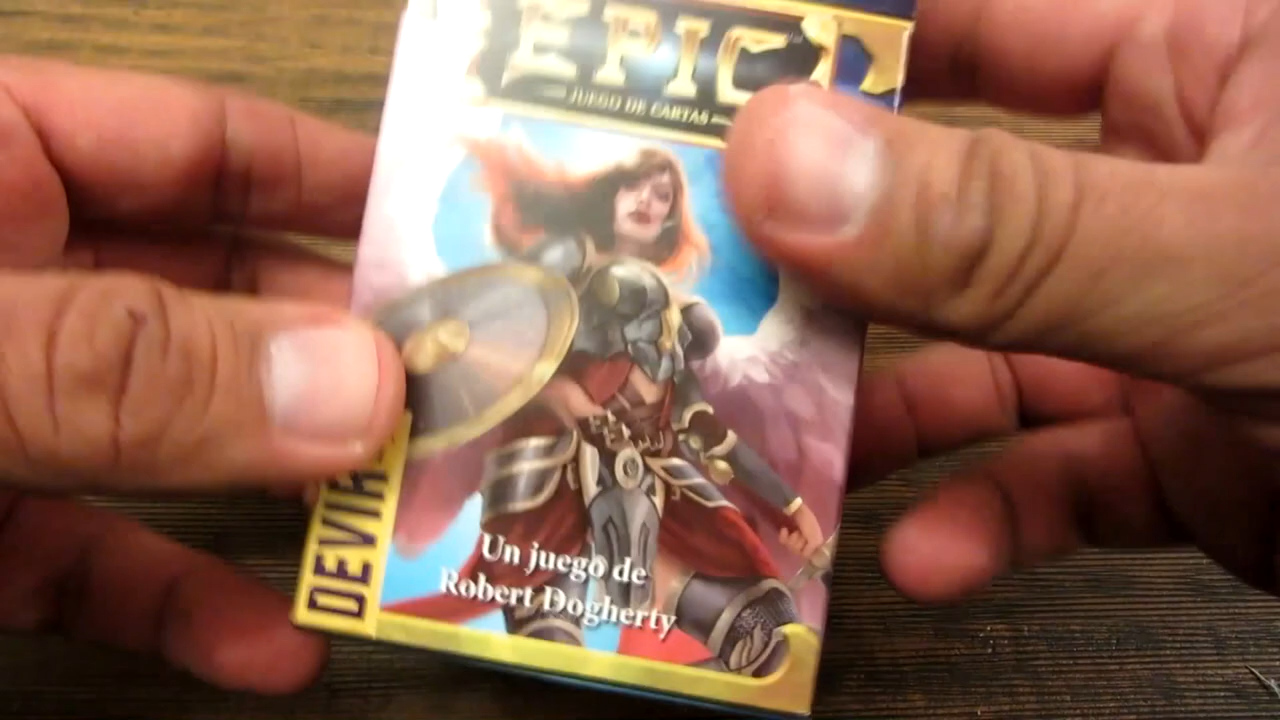 EPIC
JUEGO DE CARTAS
Un juego de
Robert Dogherty
DEVIR